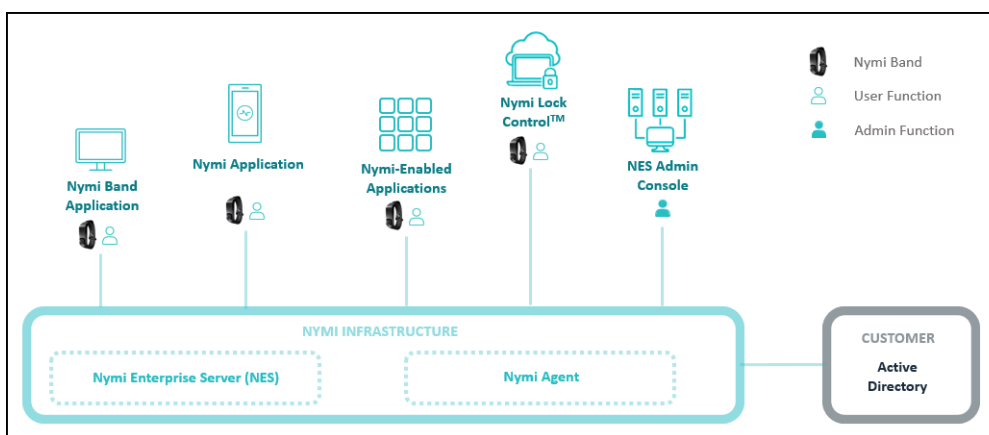 Nymi Band
User Function
Admin Function
Nymi Lock
Control™
Nymi Application
Nymi Band
Application
Nymi-Enabled
Applications
NES Admin
Console
NYMI INFRASTRUCTURE
Nymi Enterprise Server (NES)
Nymi Agent
CUSTOMER
Active
Directory